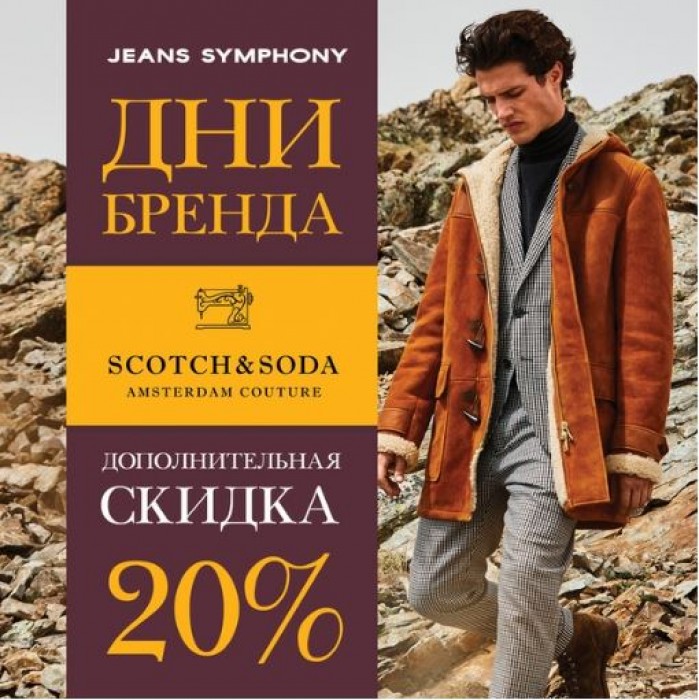 JEANS SYMPHONY
ДНИ
БРЕНДА
SCOTCH & SODA
AMSTERDAM COUTURE
ДОПОЛНИТЕЛЬНАЯ
СКИДКА
20%